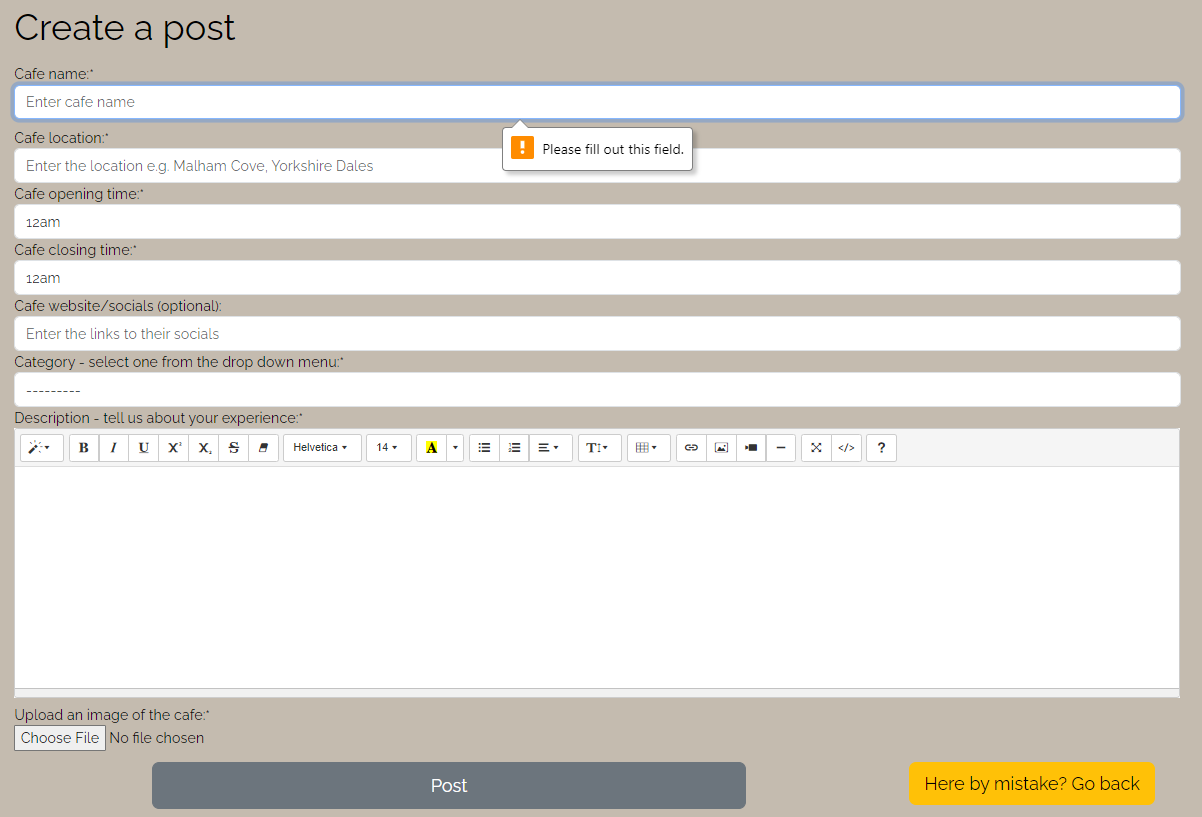 Create a post
Cafe name:*
Enter cafe name
Please fill out this field.
Cafe location:*
Enter the location e.g. Malham Cove, Yorkshire Dales
Cafe opening time:*
12am
Cafe closing time:*
12am
Cafe website/socials (optional):
Enter the links to their socials
Category - select one from the drop down menu:*
---------
Description - tell us about your experience:*
B I U X² X₂ S Helvetica 14 A T </> ?
Upload an image of the cafe:*
Choose File No file chosen
Post
Here by mistake? Go back